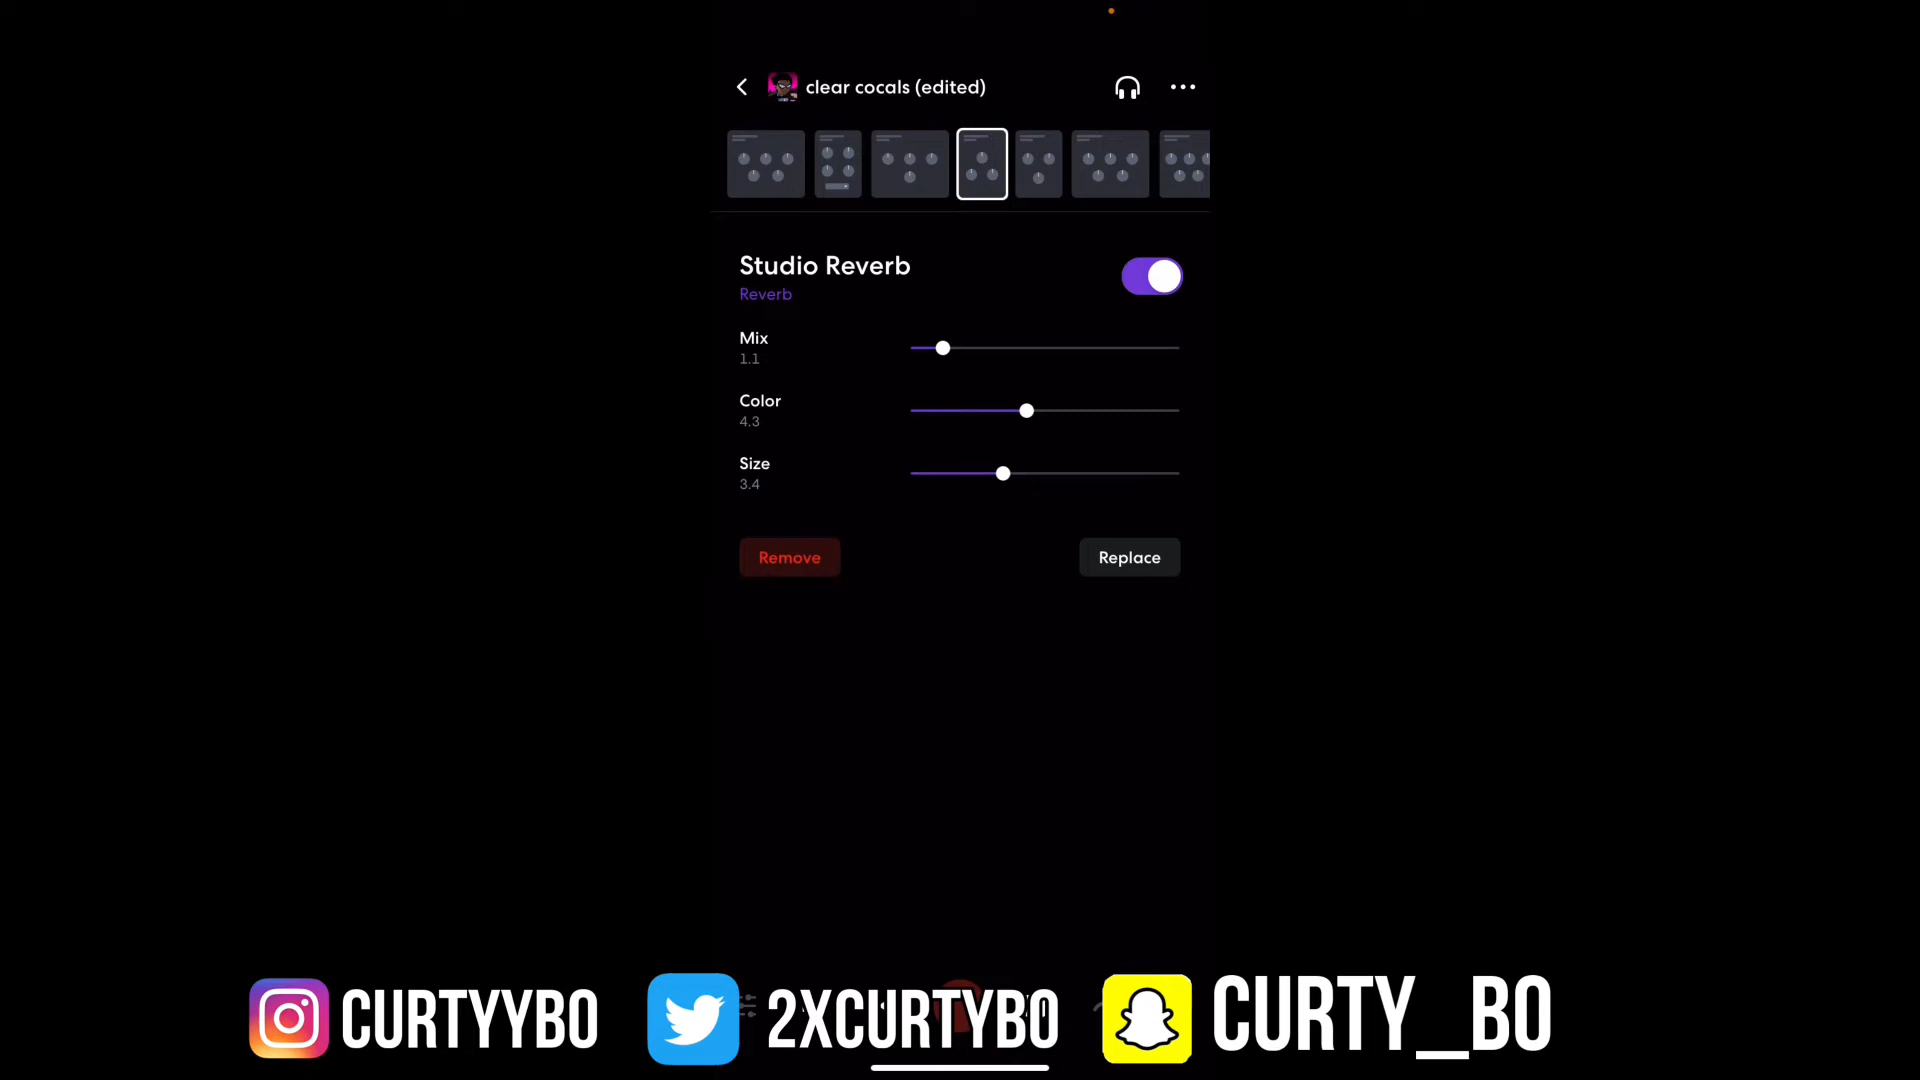 clear cocals (edited)
Studio Reverb
Reverb
Mix
1.1
Color
4.3
Size
3.4
Remove
Replace
CURTYYBO
2XCURTYBO
CURTY__BO